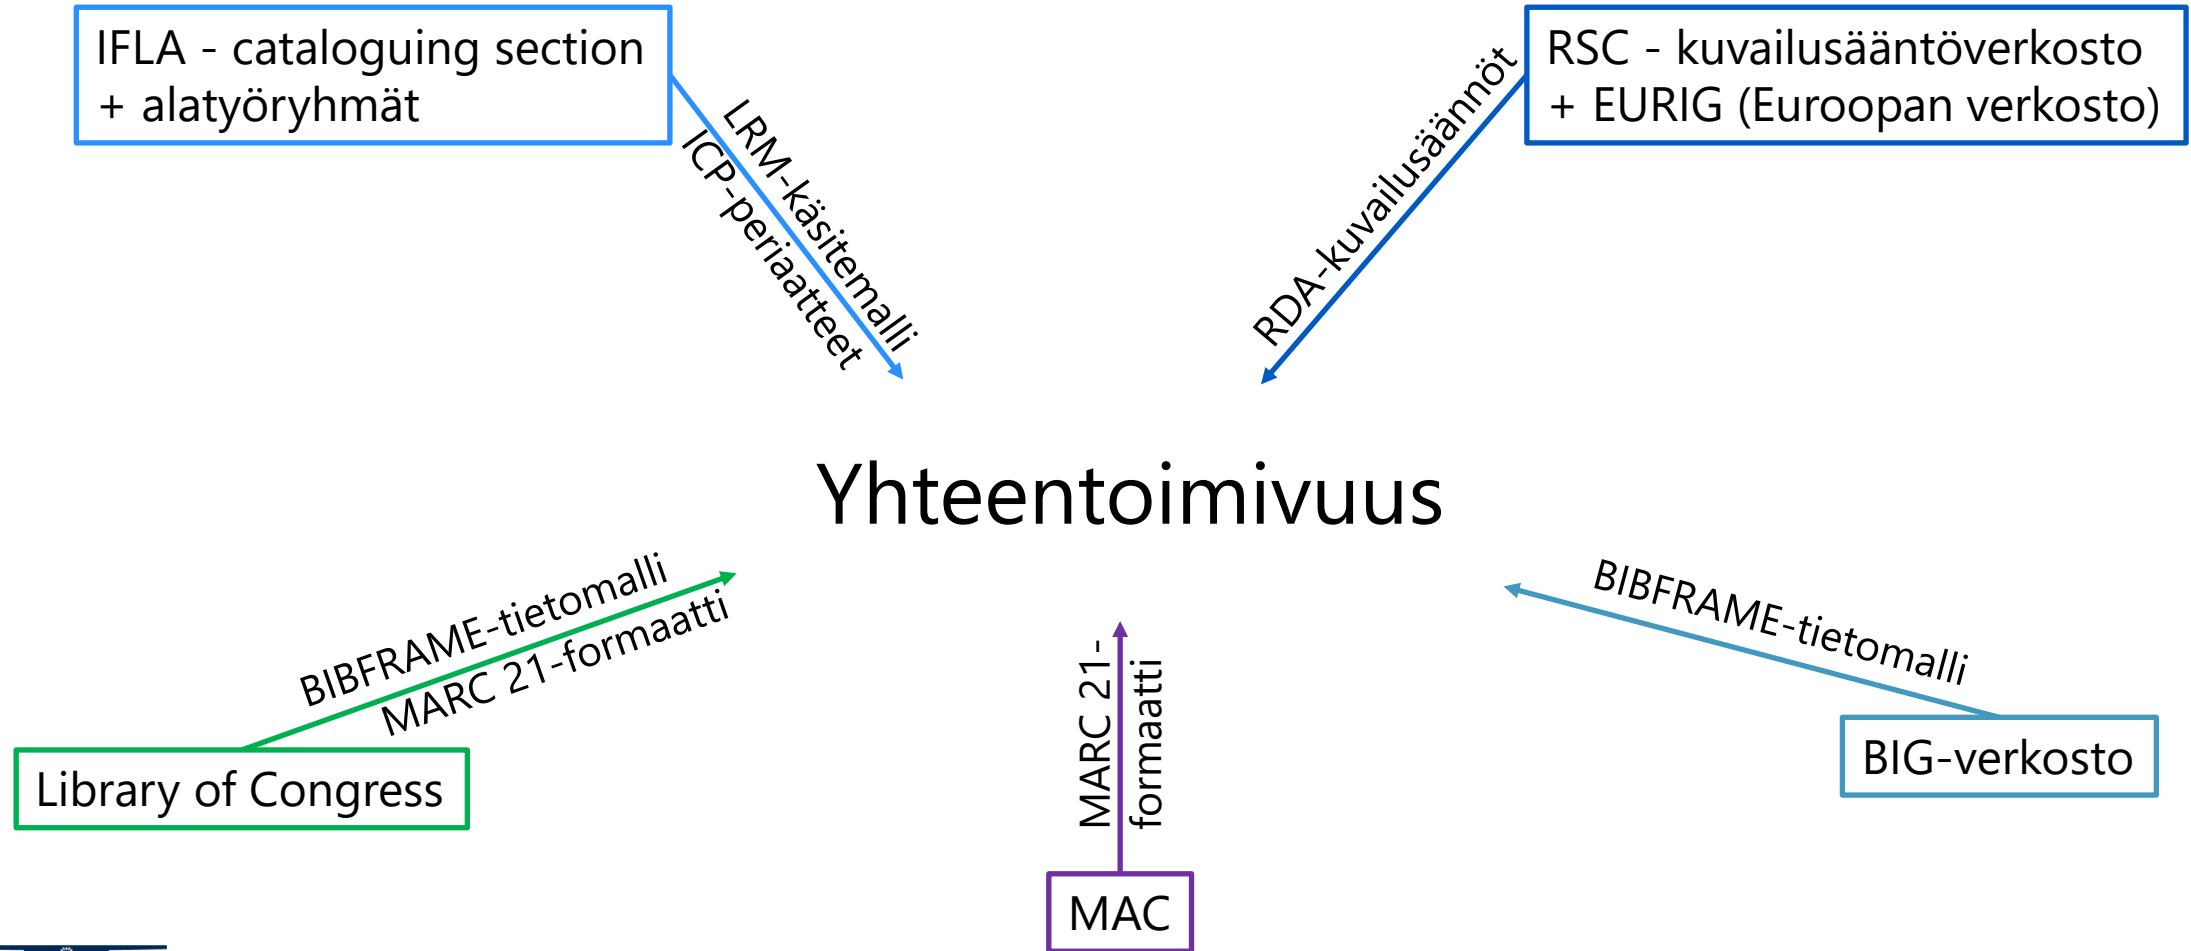 IFLA - cataloguing section
+ alatyöryhmät
RSC - kuvailusääntöverkosto
+ EURIG (Euroopan verkosto)
LRM-käsitemalli
ICP-periaatteet
RDA-kuvailusäännöt
Yhteentoimivuus
BIBFRAME-tietomalli
MARC 21-formaatti
MARC 21-
formaatti
BIBFRAME-tietomalli
Library of Congress
BIG-verkosto
MAC